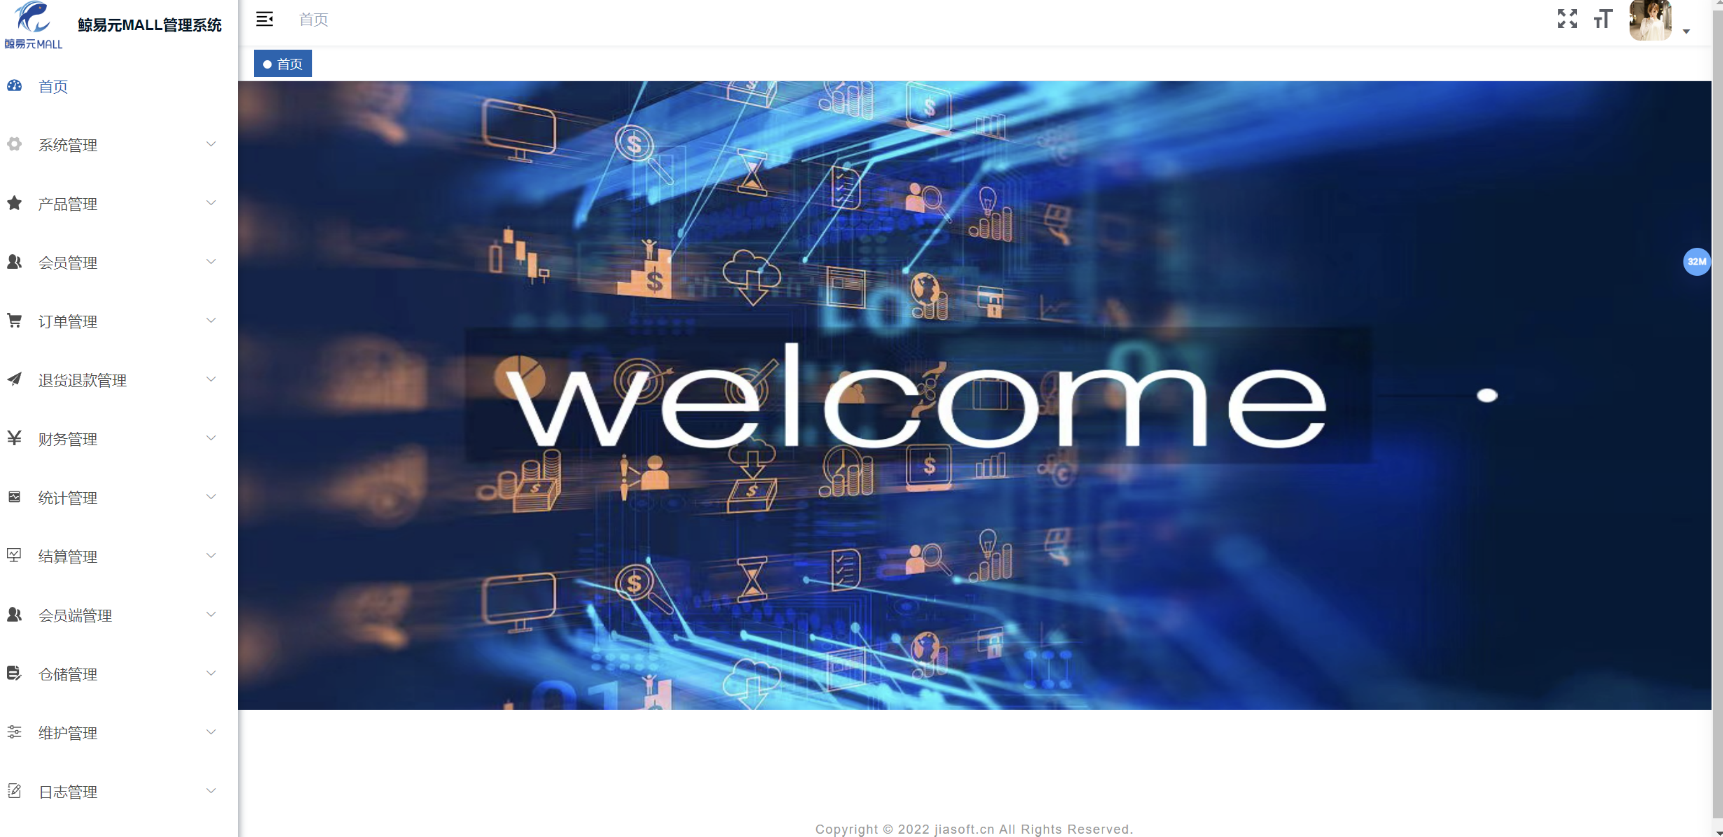 鲸易元MALL
鲸易元MALL管理系统
首页
系统管理
产品管理
会员管理
订单管理
退货退款管理
财务管理
统计管理
结算管理
会员端管理
仓储管理
维护管理
日志管理
首页
首页
welcome
32M
Copyright © 2022 jiasoft.cn All Rights Reserved.